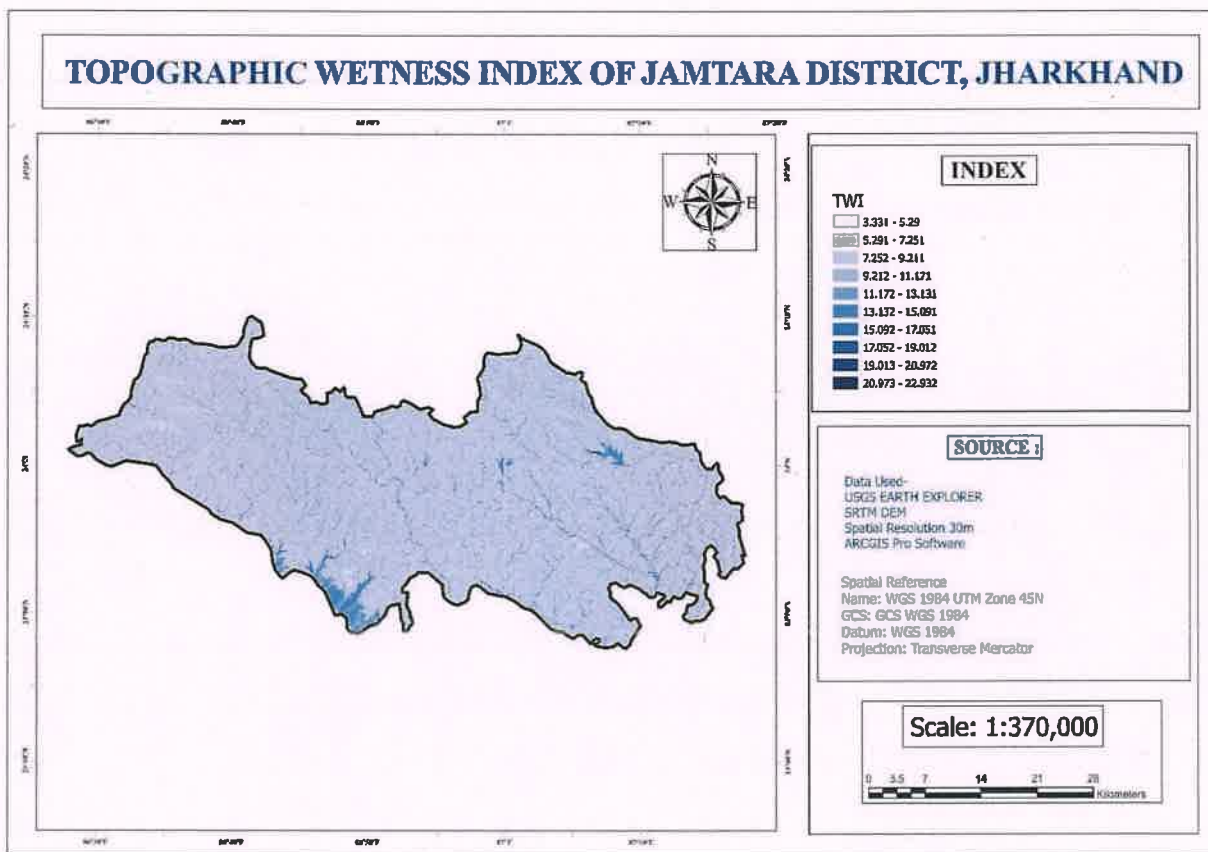 TOPOGRAPHIC WETNESS INDEX OF JAMTARA DISTRICT, JHARKHAND
N
W
E
S
INDEX
TWI
3.331 - 5.29
5.291 - 7.251
7.252 - 9.211
9.212 - 11.171
11.172 - 13.131
13.132 - 15.091
15.092 - 17.051
17.052 - 19.012
19.013 - 20.972
20.973 - 22.932
SOURCE :
Data Used-
USGS EARTH EXPLORER
SRTM DEM
Spatial Resolution 30m
ARCGIS Pro Software
Spatial Reference
Name: WGS 1984 UTM Zone 45N
GCS: GCS WGS 1984
Datum: WGS 1984
Projection: Transverse Mercator
Scale: 1:370,000
0 3.5 7 14 21 28
Kilometers